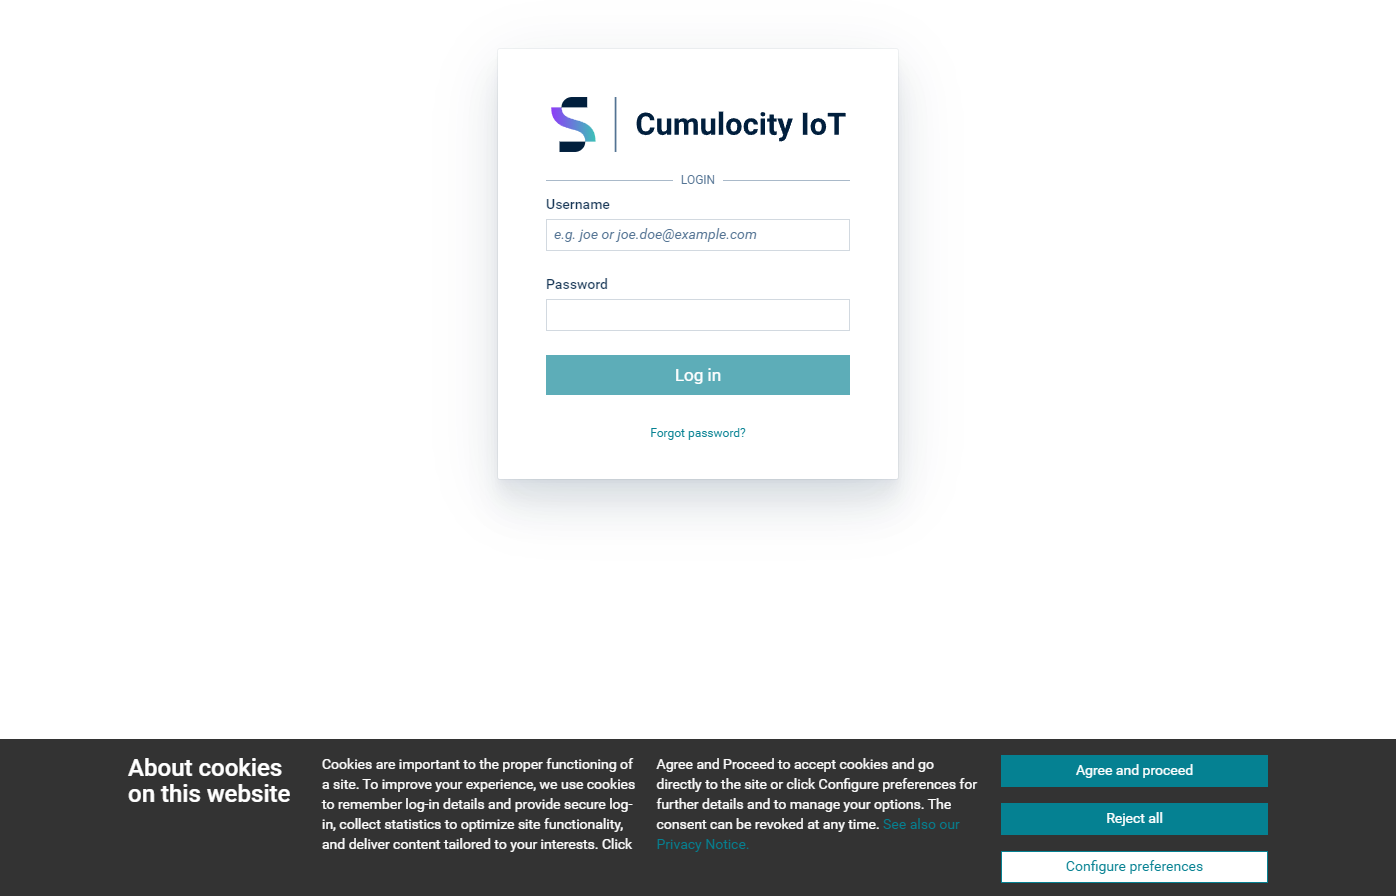 Cumulocity IoT
LOGIN
Username
e.g. joe or joe.doe@example.com
Password
Log in
Forgot password?
About cookies
on this website
Cookies are important to the proper functioning of
a site. To improve your experience, we use cookies
to remember log-in details and provide secure log-
in, collect statistics to optimize site functionality,
and deliver content tailored to your interests. Click
Agree and Proceed to accept cookies and go
directly to the site or click Configure preferences for
further details and to manage your options. The
consent can be revoked at any time. See also our
Privacy Notice.
Agree and proceed
Reject all
Configure preferences